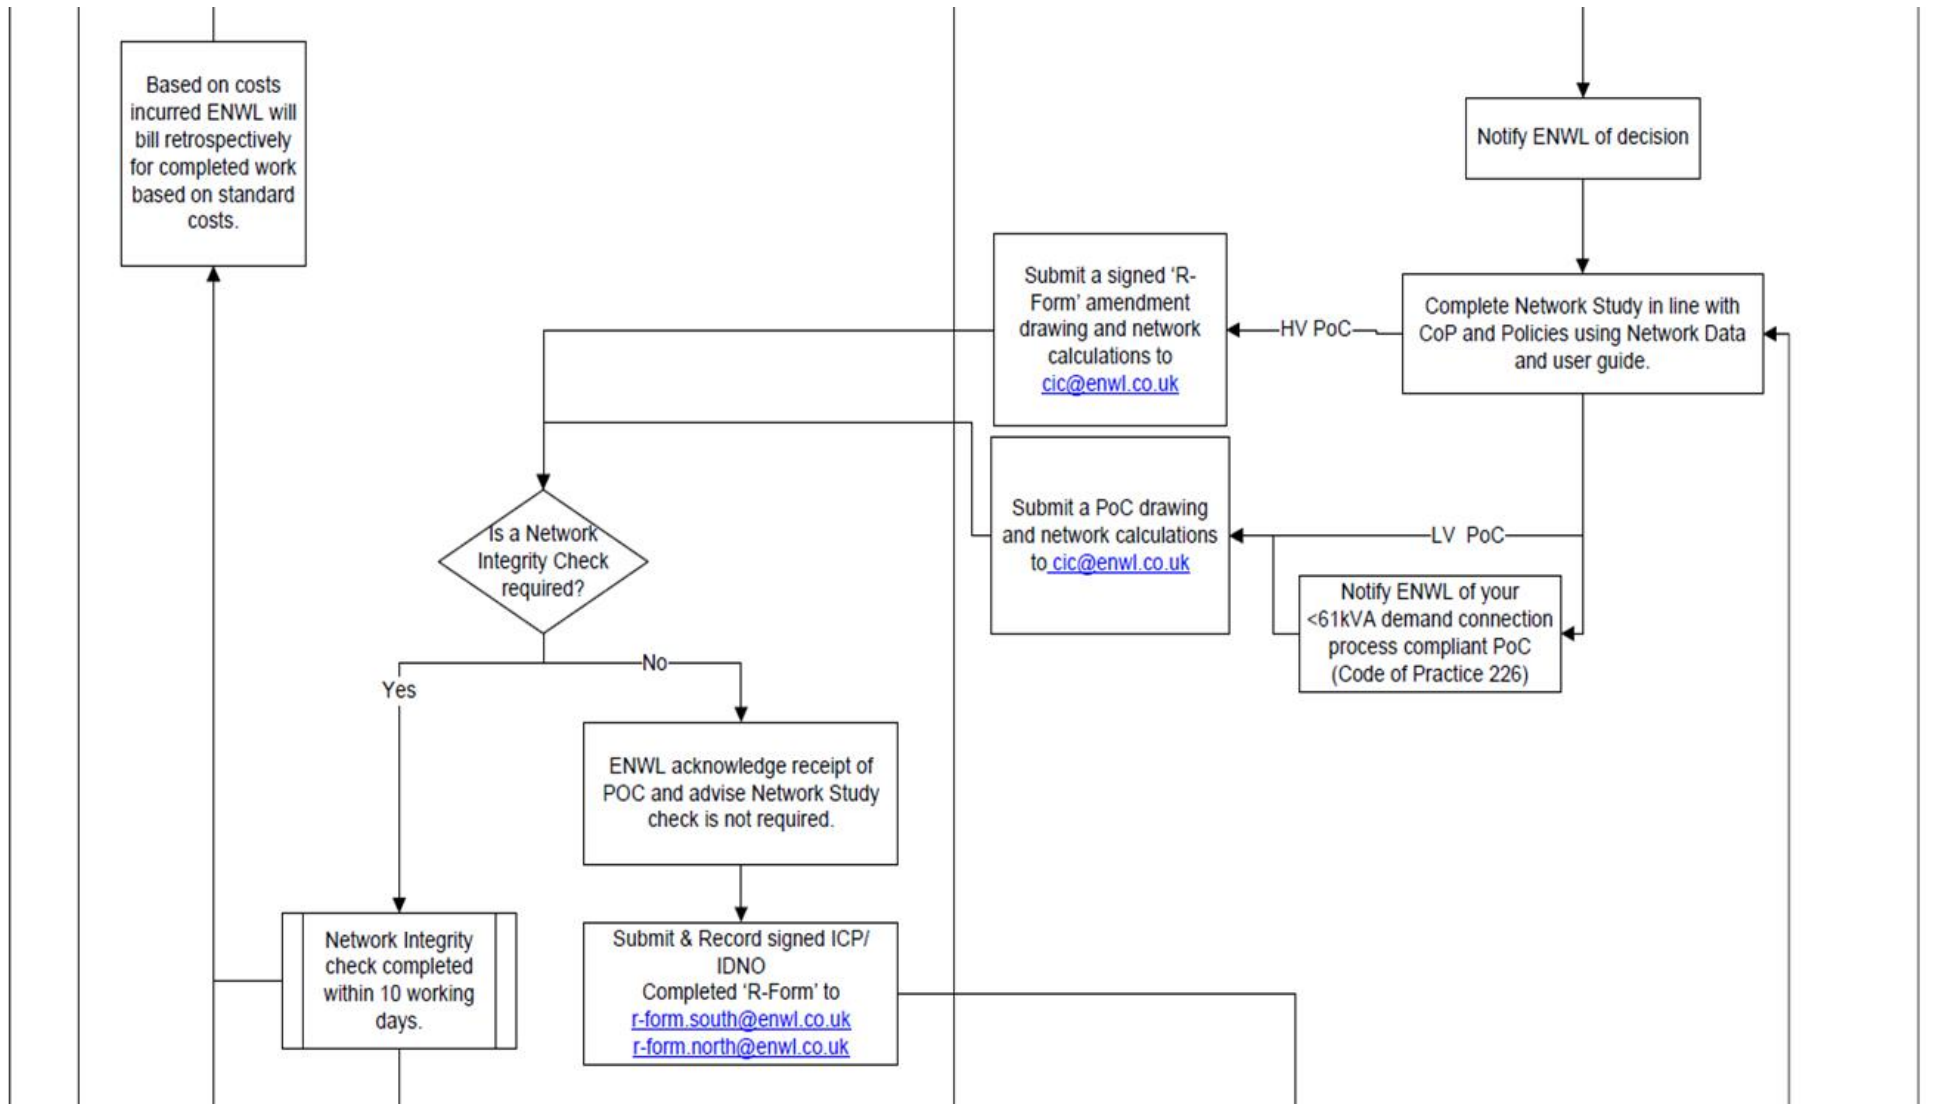 Based on costs
incurred ENWL will
bill retrospectively
for completed work
based on standard
costs.
Notify ENWL of decision
Submit a signed ‘R-
Form’ amendment
drawing and network
calculations to
cic@enwl.co.uk
HV PoC
Complete Network Study in line with
CoP and Policies using Network Data
and user guide.
Submit a PoC drawing
and network calculations
to cic@enwl.co.uk
LV PoC
Notify ENWL of your
<61kVA demand connection
process compliant PoC
(Code of Practice 226)
Is a Network
Integrity Check
required?
Yes
No
ENWL acknowledge receipt of
POC and advise Network Study
check is not required.
Network Integrity
check completed
within 10 working
days.
Submit & Record signed ICP/
IDNO
Completed ‘R-Form’ to
r-form.south@enwl.co.uk
r-form.north@enwl.co.uk